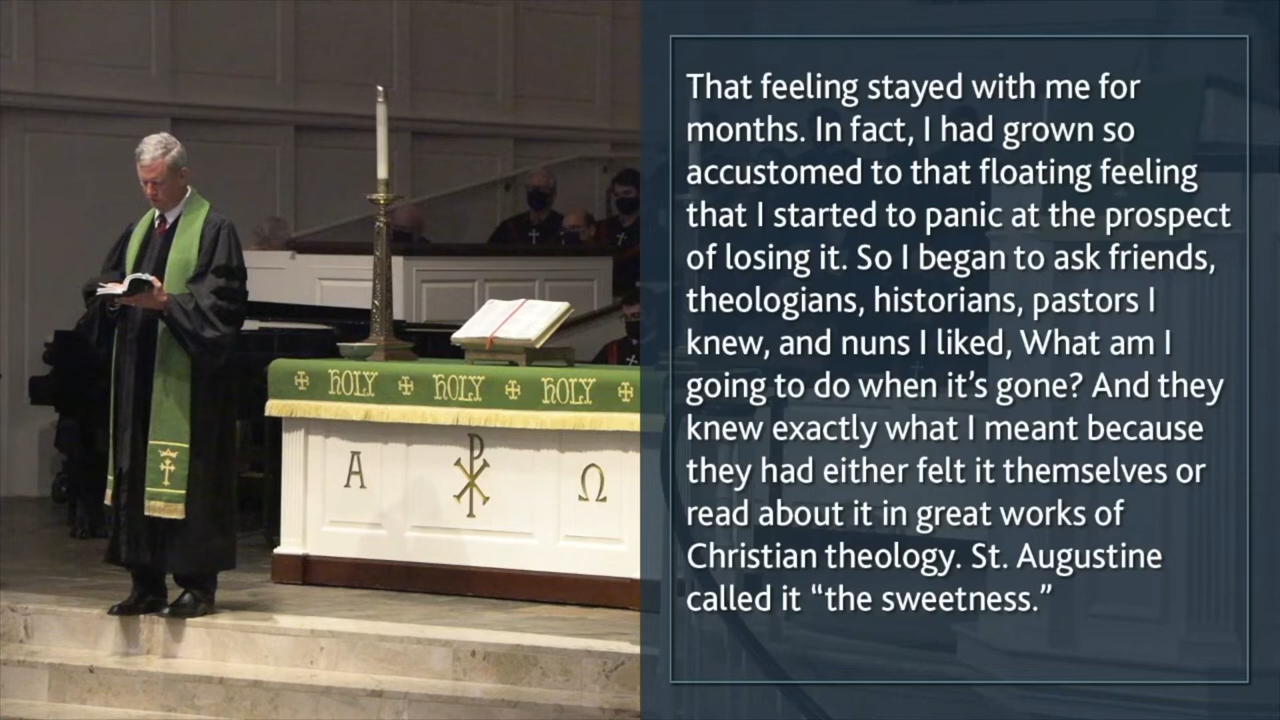 HOLY HOLY HOLY
Α ☧ Ω
That feeling stayed with me for
months. In fact, I had grown so
accustomed to that floating feeling
that I started to panic at the prospect
of losing it. So I began to ask friends,
theologians, historians, pastors I
knew, and nuns I liked, What am I
going to do when it’s gone? And they
knew exactly what I meant because
they had either felt it themselves or
read about it in great works of
Christian theology. St. Augustine
called it “the sweetness.”